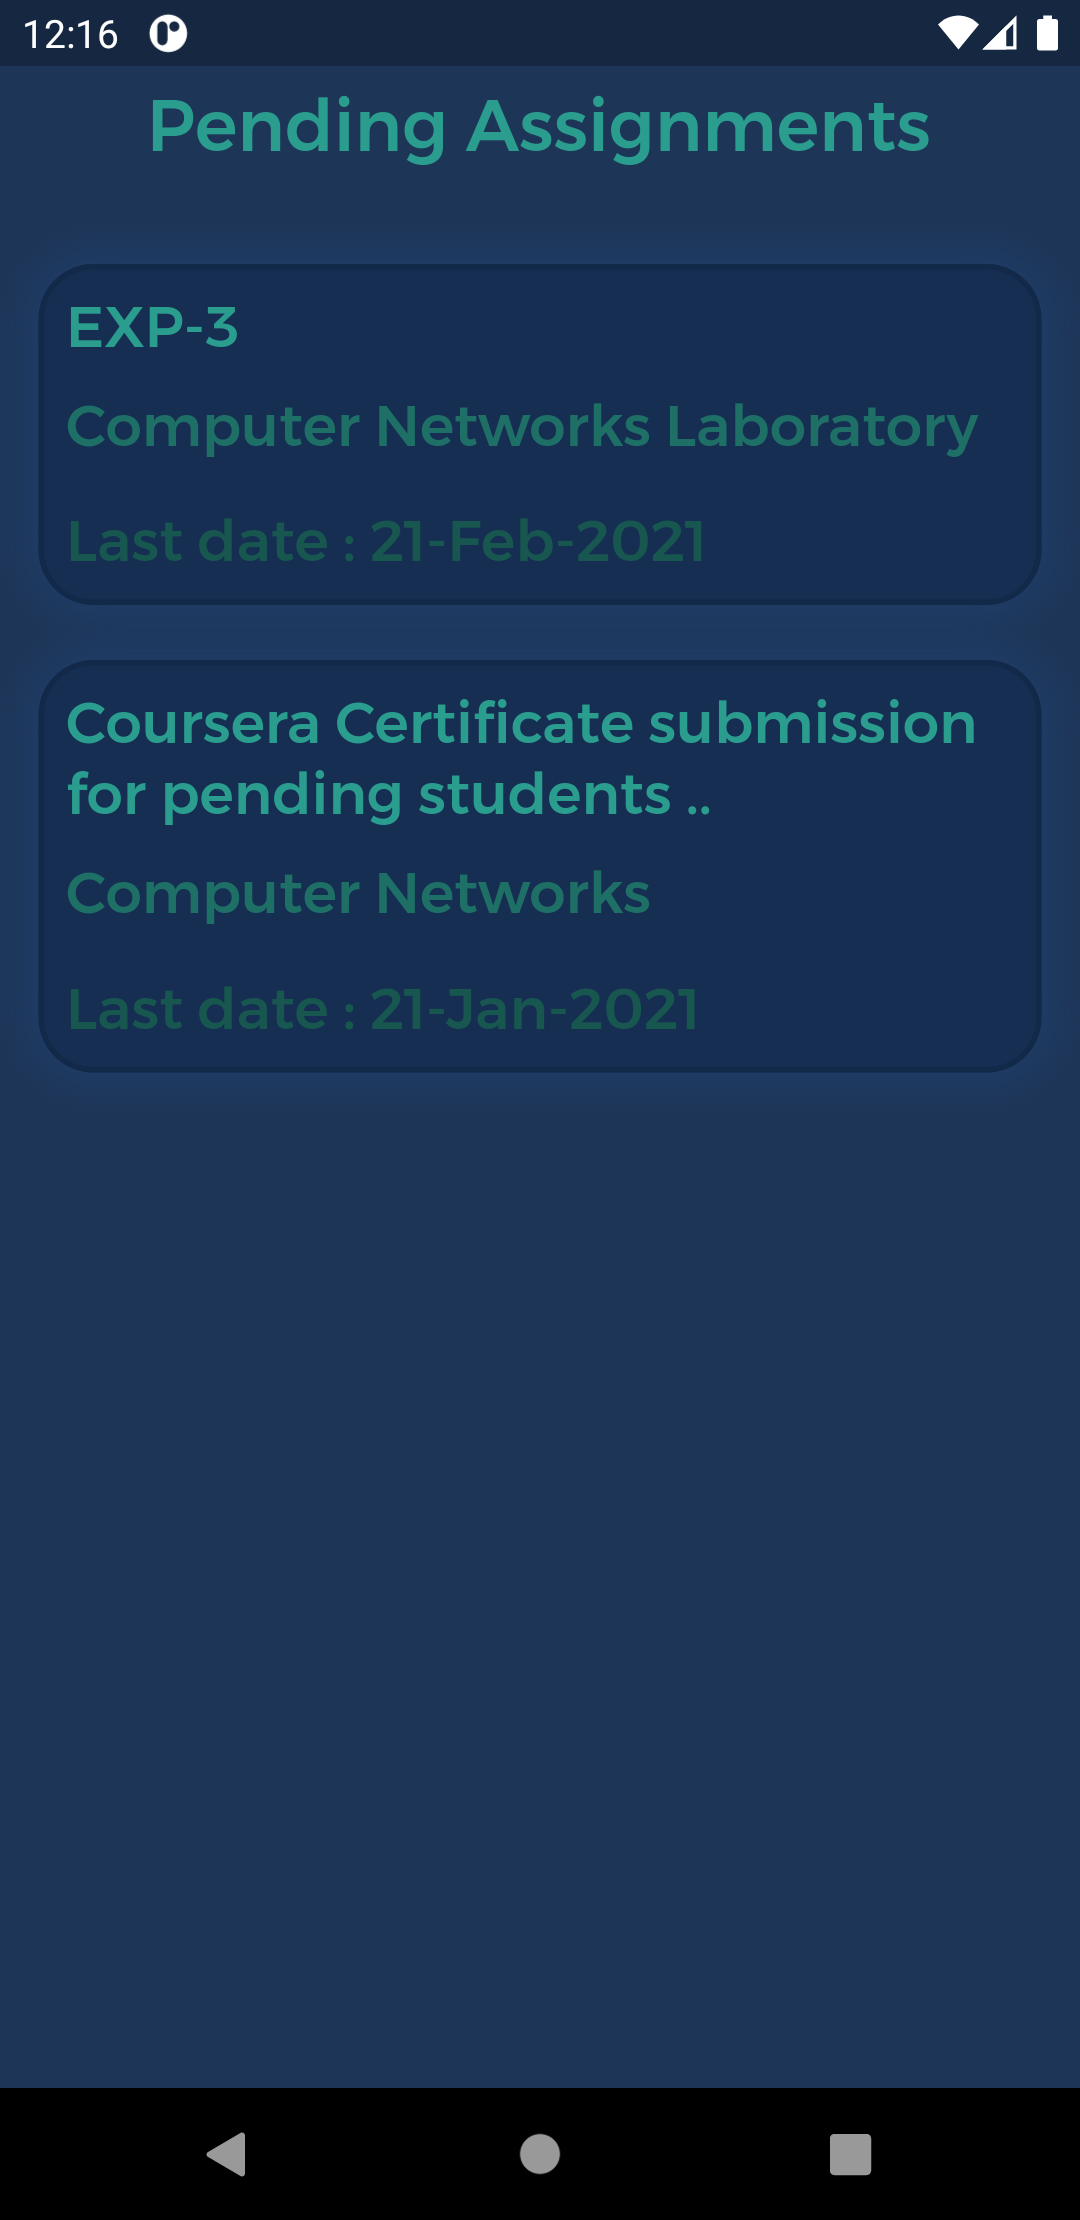 12:16
Pending Assignments
EXP-3
Computer Networks Laboratory
Last date : 21-Feb-2021
Coursera Certificate submission
for pending students ..
Computer Networks
Last date : 21-Jan-2021